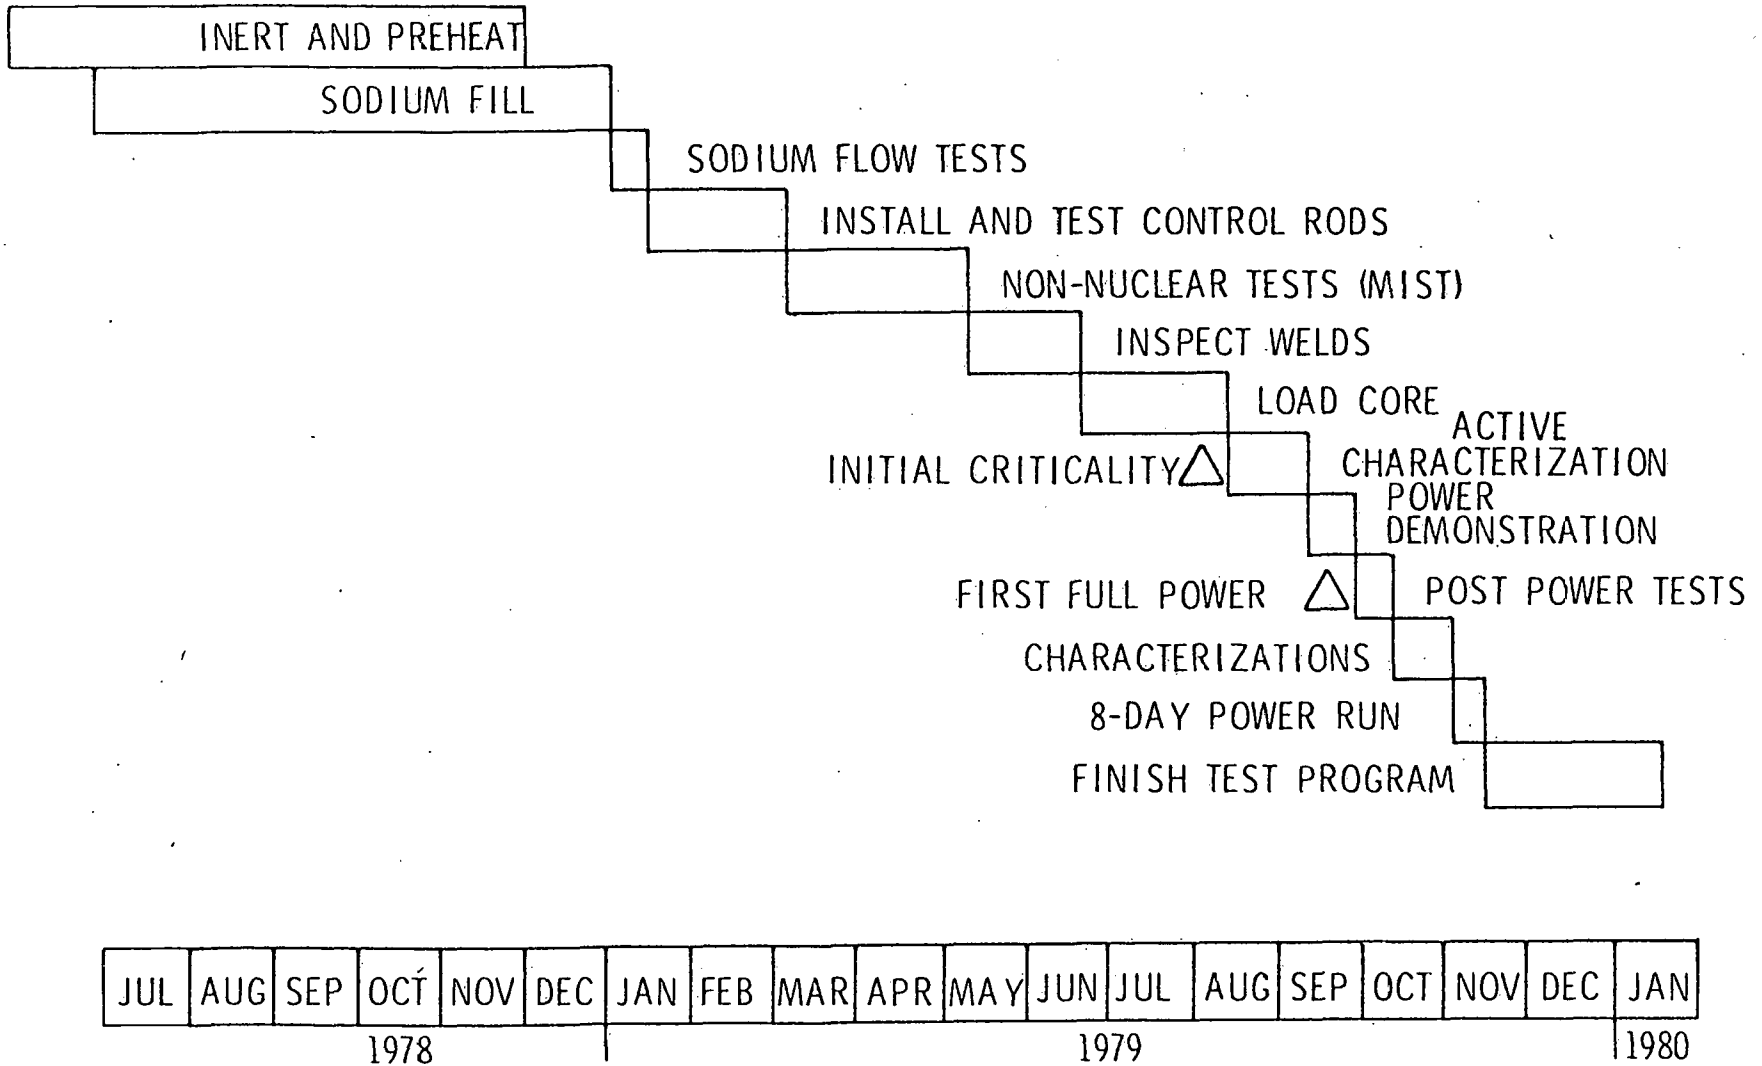 INERT AND PREHEAT
SODIUM FILL
SODIUM FLOW TESTS
INSTALL AND TEST CONTROL RODS
NON-NUCLEAR TESTS (MIST)
INSPECT WELDS
LOAD CORE
ACTIVE
CHARACTERIZATION
INITIAL CRITICALITY
POWER
DEMONSTRATION
FIRST FULL POWER
POST POWER TESTS
CHARACTERIZATIONS
8-DAY POWER RUN
FINISH TEST PROGRAM
JUL AUG SEP OCT NOV DEC JAN FEB MAR APR MAY JUN JUL AUG SEP OCT NOV DEC JAN
1978 1979 1980